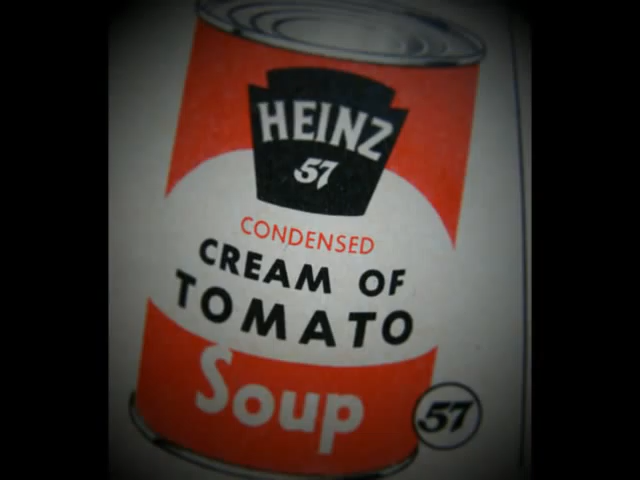 HEINZ
57
CONDENSED
CREAM OF
TOMATO
Soup
57